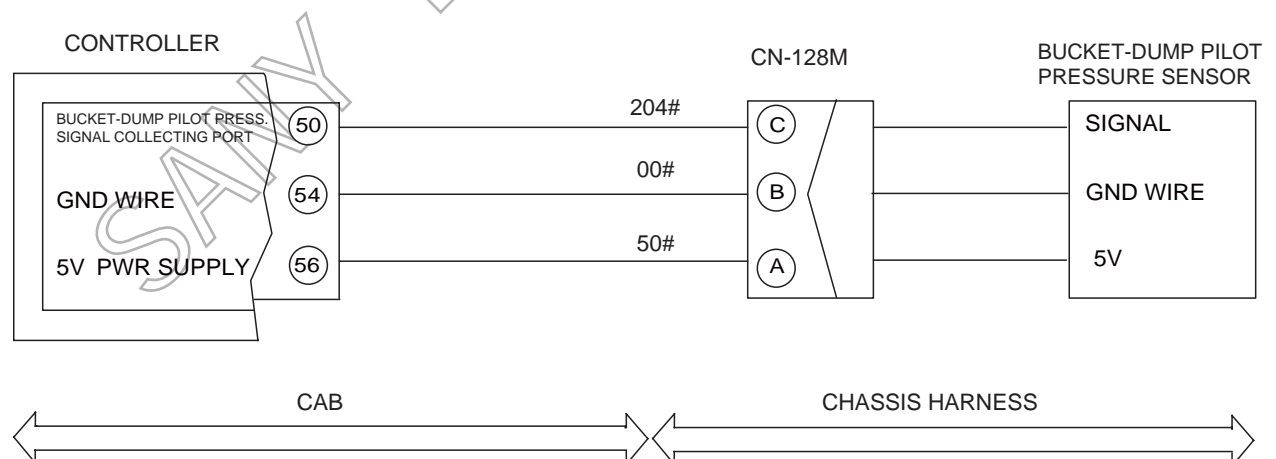 CONTROLLER
CN-128M
BUCKET-DUMP PILOT
PRESSURE SENSOR
BUCKET-DUMP PILOT PRESS.
SIGNAL COLLECTING PORT
50
204#
C
SIGNAL
GND WIRE
54
00#
B
GND WIRE
5V PWR SUPPLY
56
50#
A
5V
CAB
CHASSIS HARNESS
SANY